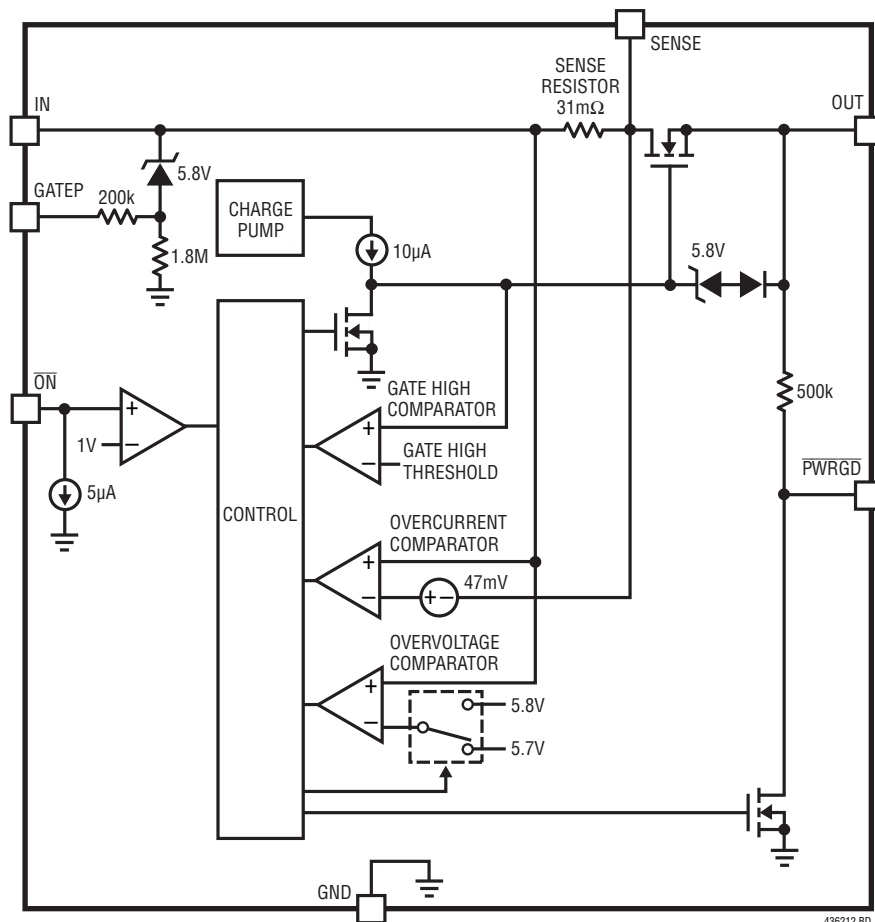 SENSE
SENSE
RESISTOR
31mΩ
IN
OUT
5.8V
GATEP
200k
CHARGE
PUMP
1.8M
10µA
5.8V
ON
+
1V
−
5µA
GATE HIGH
COMPARATOR
+
−
GATE HIGH
THRESHOLD
500k
PWRGD
CONTROL
OVERCURRENT
COMPARATOR
+
−
47mV
+ −
OVERVOLTAGE
COMPARATOR
+
−
5.8V
5.7V
GND
436212 BD